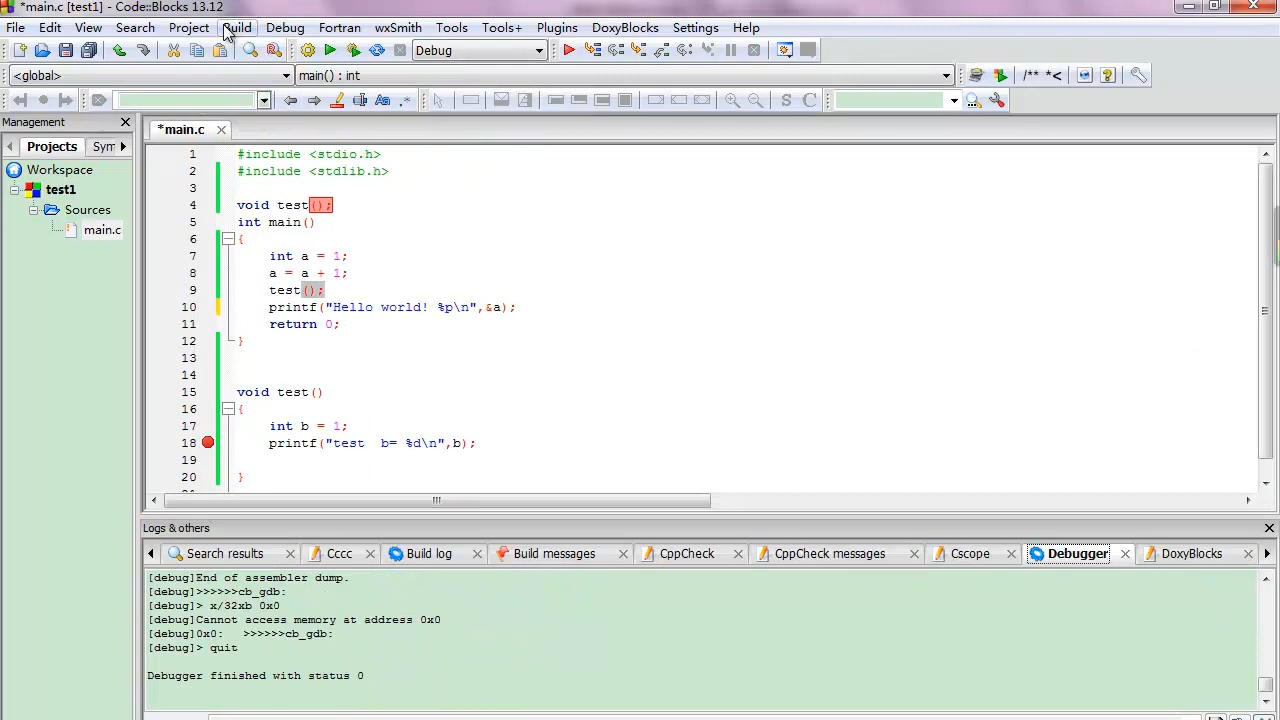 *main.c [test1] - Code::Blocks 13.12
File Edit View Search Project Build Debug Fortran wxSmith Tools Tools+ Plugins DoxyBlocks Settings Help
Debug
<global> main() : int /** *<
Management
*main.c
Projects Sym
Workspace
test1
Sources
main.c
1 #include <stdio.h>
2 #include <stdlib.h>
3
4 void test();
5 int main()
6 {
7 int a = 1;
8 a = a + 1;
9 test();
10 printf("Hello world! %p\n",&a);
11 return 0;
12 }
13
14
15 void test()
16 {
17 int b = 1;
18 printf("test  b= %d\n",b);
19
20 }
Logs & others
Search results Cccc Build log Build messages CppCheck CppCheck messages Cscope Debugger DoxyBlocks
[debug]End of assembler dump.
[debug]>>>>>>cb_gdb:
[debug]> x/32xb 0x0
[debug]Cannot access memory at address 0x0
[debug]0x0:   >>>>>>cb_gdb:
[debug]> quit
Debugger finished with status 0